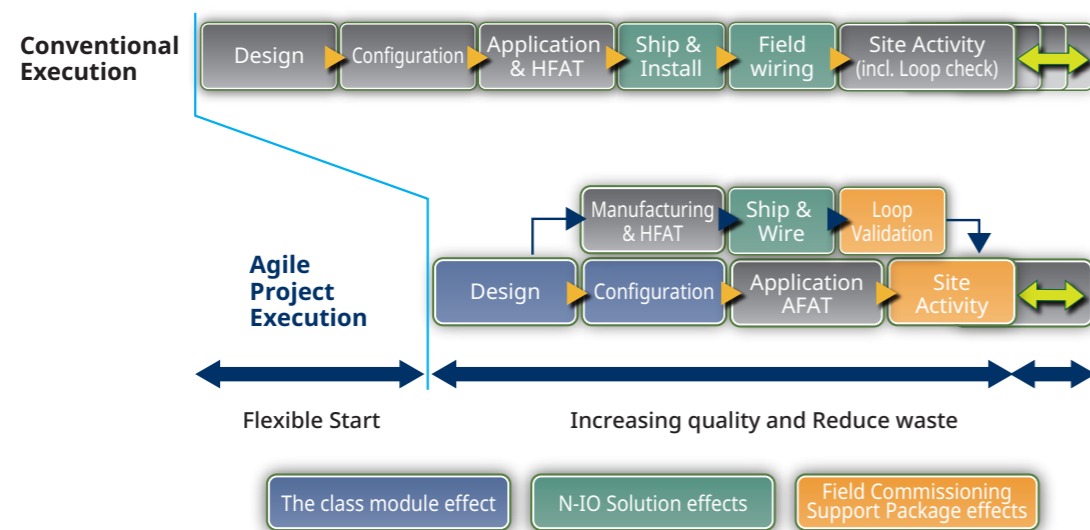 Conventional
Execution
Design
Configuration
Application
& HFAT
Ship &
Install
Field
wiring
Site Activity
(incl. Loop check)
Manufacturing
& HFAT
Ship &
Wire
Loop
Validation
Agile
Project
Execution
Design
Configuration
Application
AFAT
Site
Activity
Flexible Start
Increasing quality and Reduce waste
The class module effect
N-IO Solution effects
Field Commissioning
Support Package effects